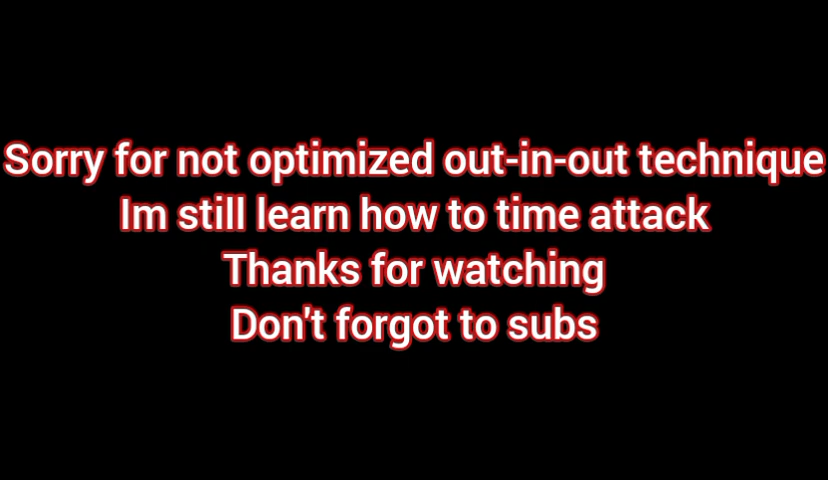 Sorry for not optimized out-in-out technique
Im still learn how to time attack
Thanks for watching
Don't forgot to subs